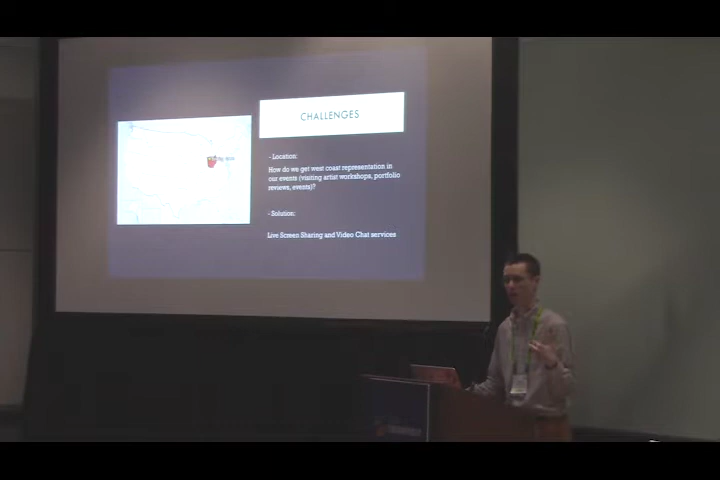 CHALLENGES
- Location:
How do we get west coast representation in
our events (visiting artist workshops, portfolio
reviews, events)?
- Solution:
Live Screen Sharing and Video Chat services